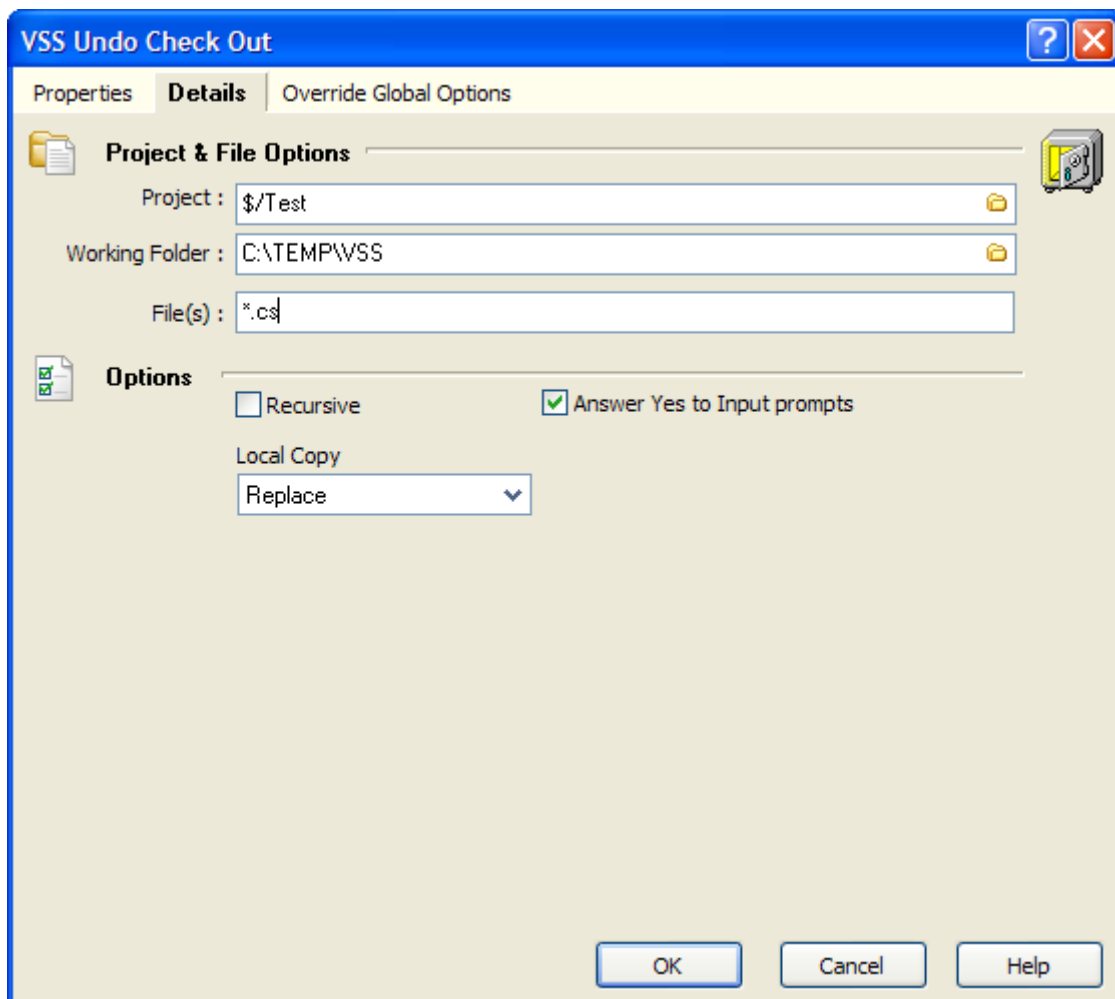 VSS Undo Check Out
Properties Details Override Global Options
Project & File Options
Project : $/Test
Working Folder : C:\TEMP\VSS
File(s) : *.cs
Options
Recursive Answer Yes to Input prompts
Local Copy
Replace
OK Cancel Help